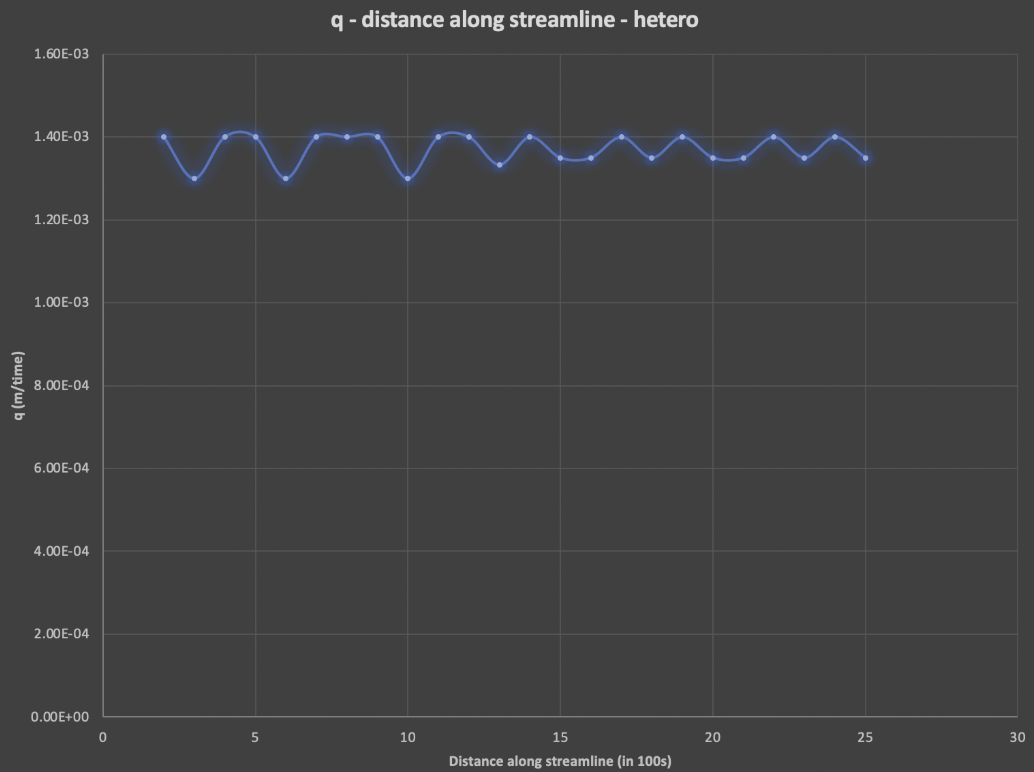 q - distance along streamline - hetero
1.60E-03
1.40E-03
1.20E-03
1.00E-03
8.00E-04
6.00E-04
4.00E-04
2.00E-04
0.00E+00
q (m/time)
0 5 10 15 20 25 30
Distance along streamline (in 100s)